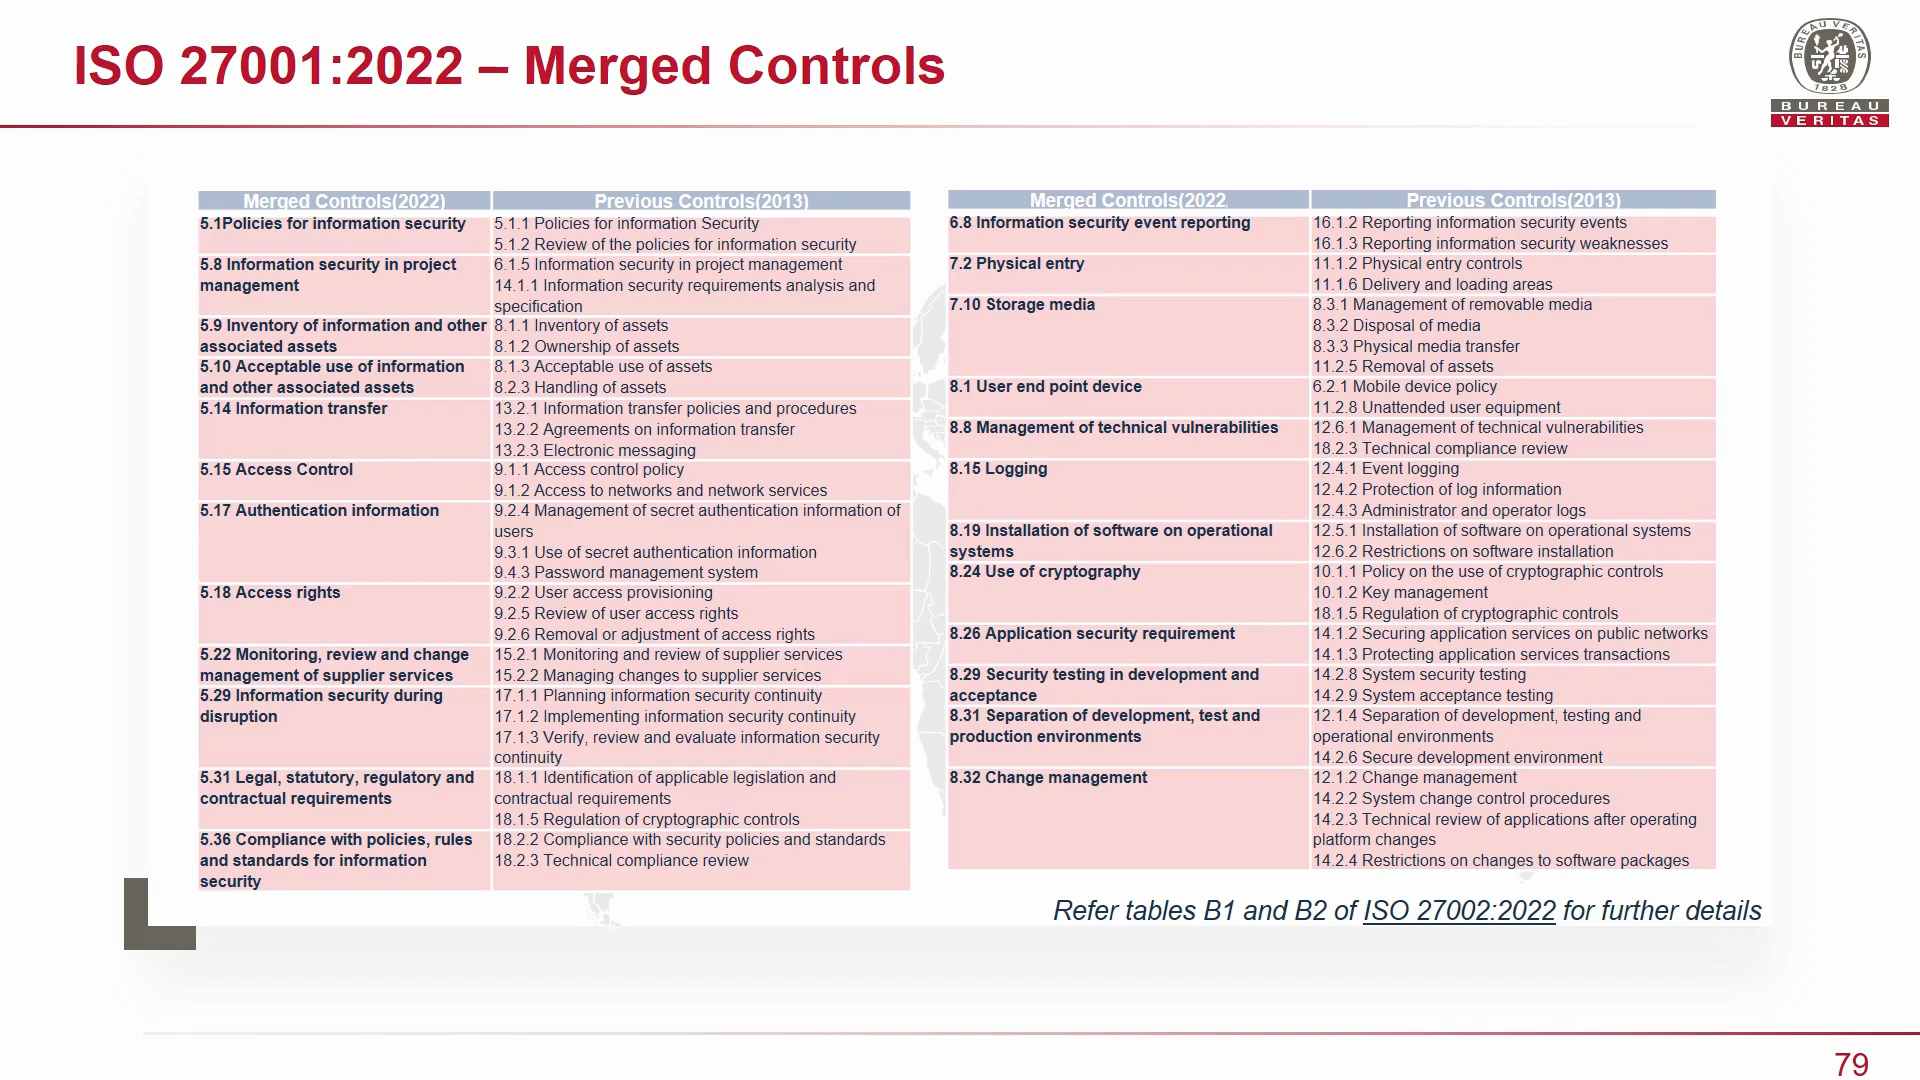 ISO 27001:2022 – Merged Controls
BUREAU VERITAS
1828
BUREAU
VERITAS
Merged Controls(2022)
Previous Controls(2013)
5.1Policies for information security
5.1.1 Policies for information Security
5.1.2 Review of the policies for information security
5.8 Information security in project
management
6.1.5 Information security in project management
14.1.1 Information security requirements analysis and
specification
5.9 Inventory of information and other
associated assets
8.1.1 Inventory of assets
8.1.2 Ownership of assets
5.10 Acceptable use of information
and other associated assets
8.1.3 Acceptable use of assets
8.2.3 Handling of assets
5.14 Information transfer
13.2.1 Information transfer policies and procedures
13.2.2 Agreements on information transfer
13.2.3 Electronic messaging
5.15 Access Control
9.1.1 Access control policy
9.1.2 Access to networks and network services
5.17 Authentication information
9.2.4 Management of secret authentication information of
users
9.3.1 Use of secret authentication information
9.4.3 Password management system
5.18 Access rights
9.2.2 User access provisioning
9.2.5 Review of user access rights
9.2.6 Removal or adjustment of access rights
5.22 Monitoring, review and change
management of supplier services
15.2.1 Monitoring and review of supplier services
15.2.2 Managing changes to supplier services
5.29 Information security during
disruption
17.1.1 Planning information security continuity
17.1.2 Implementing information security continuity
17.1.3 Verify, review and evaluate information security
continuity
5.31 Legal, statutory, regulatory and
contractual requirements
18.1.1 Identification of applicable legislation and
contractual requirements
18.1.5 Regulation of cryptographic controls
5.36 Compliance with policies, rules
and standards for information
security
18.2.2 Compliance with security policies and standards
18.2.3 Technical compliance review
Merged Controls(2022
Previous Controls(2013)
6.8 Information security event reporting
16.1.2 Reporting information security events
16.1.3 Reporting information security weaknesses
7.2 Physical entry
11.1.2 Physical entry controls
11.1.6 Delivery and loading areas
7.10 Storage media
8.3.1 Management of removable media
8.3.2 Disposal of media
8.3.3 Physical media transfer
11.2.5 Removal of assets
8.1 User end point device
6.2.1 Mobile device policy
11.2.8 Unattended user equipment
8.8 Management of technical vulnerabilities
12.6.1 Management of technical vulnerabilities
18.2.3 Technical compliance review
8.15 Logging
12.4.1 Event logging
12.4.2 Protection of log information
12.4.3 Administrator and operator logs
8.19 Installation of software on operational
systems
12.5.1 Installation of software on operational systems
12.6.2 Restrictions on software installation
8.24 Use of cryptography
10.1.1 Policy on the use of cryptographic controls
10.1.2 Key management
18.1.5 Regulation of cryptographic controls
8.26 Application security requirement
14.1.2 Securing application services on public networks
14.1.3 Protecting application services transactions
8.29 Security testing in development and
acceptance
14.2.8 System security testing
14.2.9 System acceptance testing
8.31 Separation of development, test and
production environments
12.1.4 Separation of development, testing and
operational environments
14.2.6 Secure development environment
8.32 Change management
12.1.2 Change management
14.2.2 System change control procedures
14.2.3 Technical review of applications after operating
platform changes
14.2.4 Restrictions on changes to software packages
Refer tables B1 and B2 of ISO 27002:2022 for further details
79